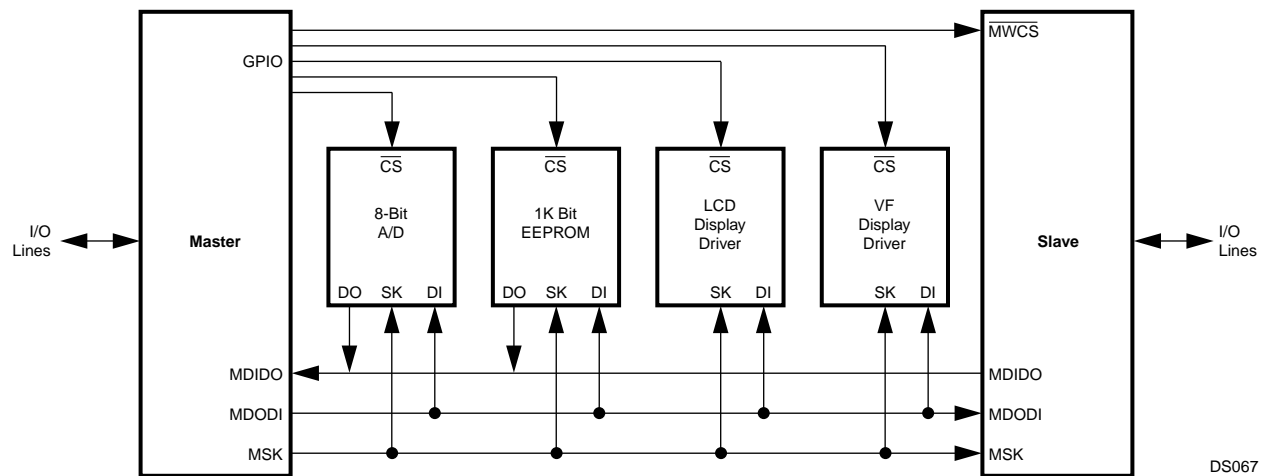 MWCS
GPIO
CS
CS
CS
CS
8-Bit
A/D
1K Bit
EEPROM
LCD
Display
Driver
VF
Display
Driver
I/O
Lines
Master
Slave
I/O
Lines
DO SK DI
DO SK DI
SK DI
SK DI
MDIDO
MDIDO
MDODI
MDODI
MSK
MSK
DS067